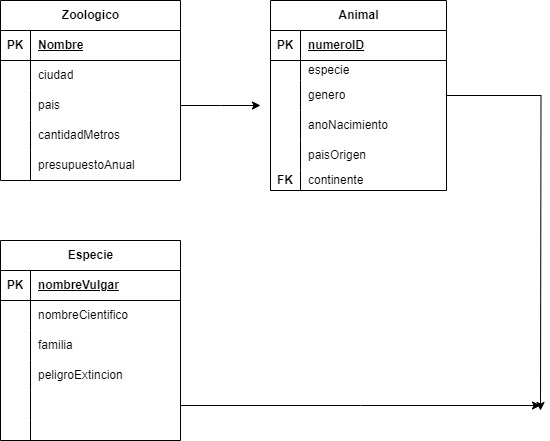 Zoologico
PK Nombre
ciudad
pais
cantidadMetros
presupuestoAnual
Animal
PK numeroID
especie
genero
anoNacimiento
paisOrigen
FK continente
Especie
PK nombreVulgar
nombreCientifico
familia
peligroExtincion